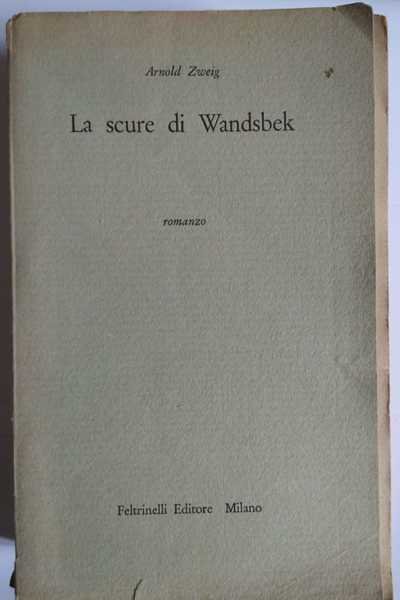 Arnold Zweig
La scure di Wandsbek
romanzo
Feltrinelli Editore Milano